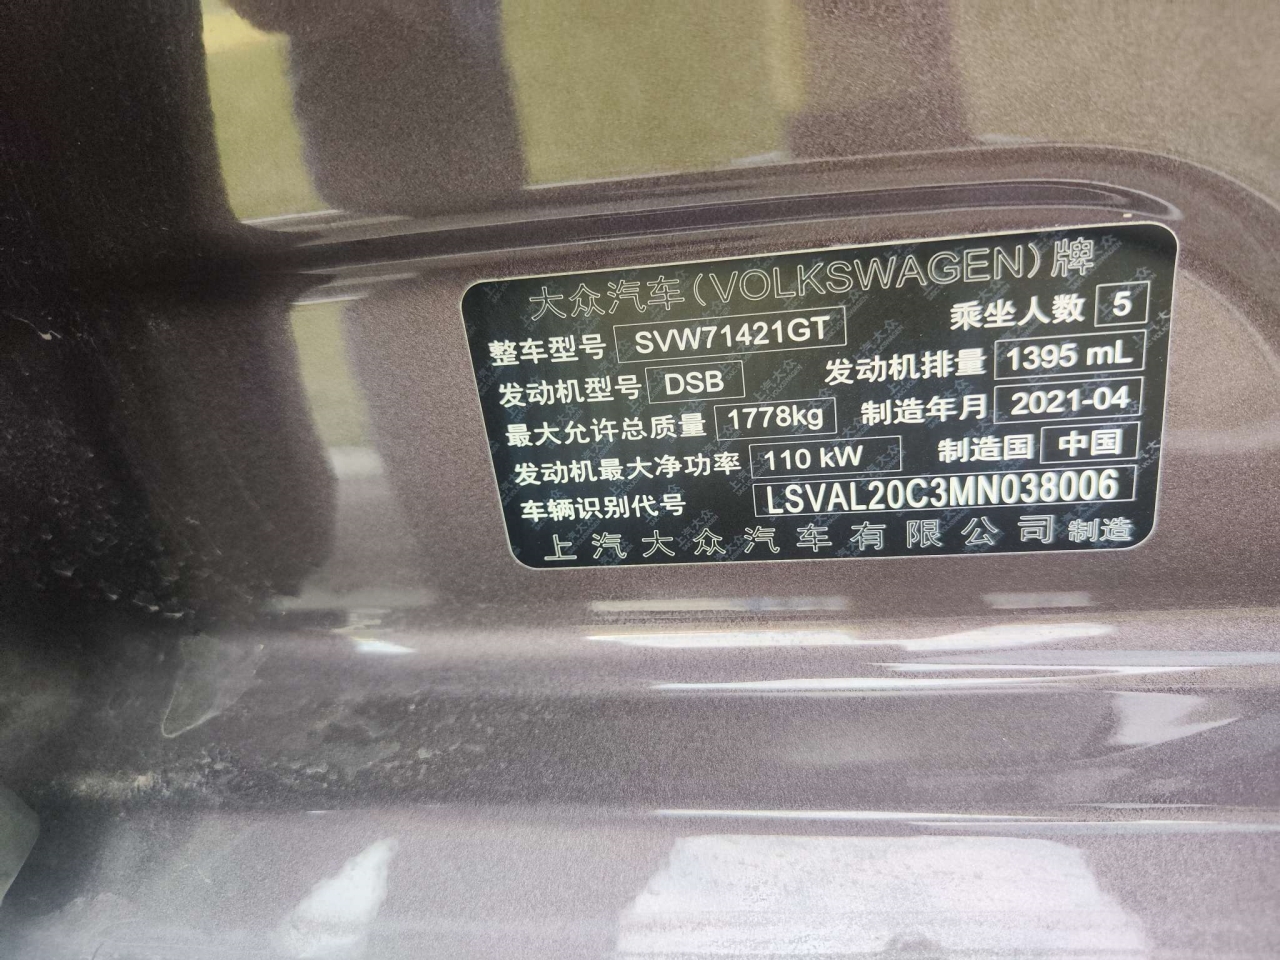 大众汽车(VOLKSWAGEN)牌
整车型号 SVW71421GT 乘坐人数 5
发动机型号 DSB 发动机排量 1395 mL
最大允许总质量 1778kg 制造年月 2021-04
发动机最大净功率 110 kW 制造国 中国
车辆识别代号 LSVAL20C3MN038006
上汽大众汽车有限公司 制造